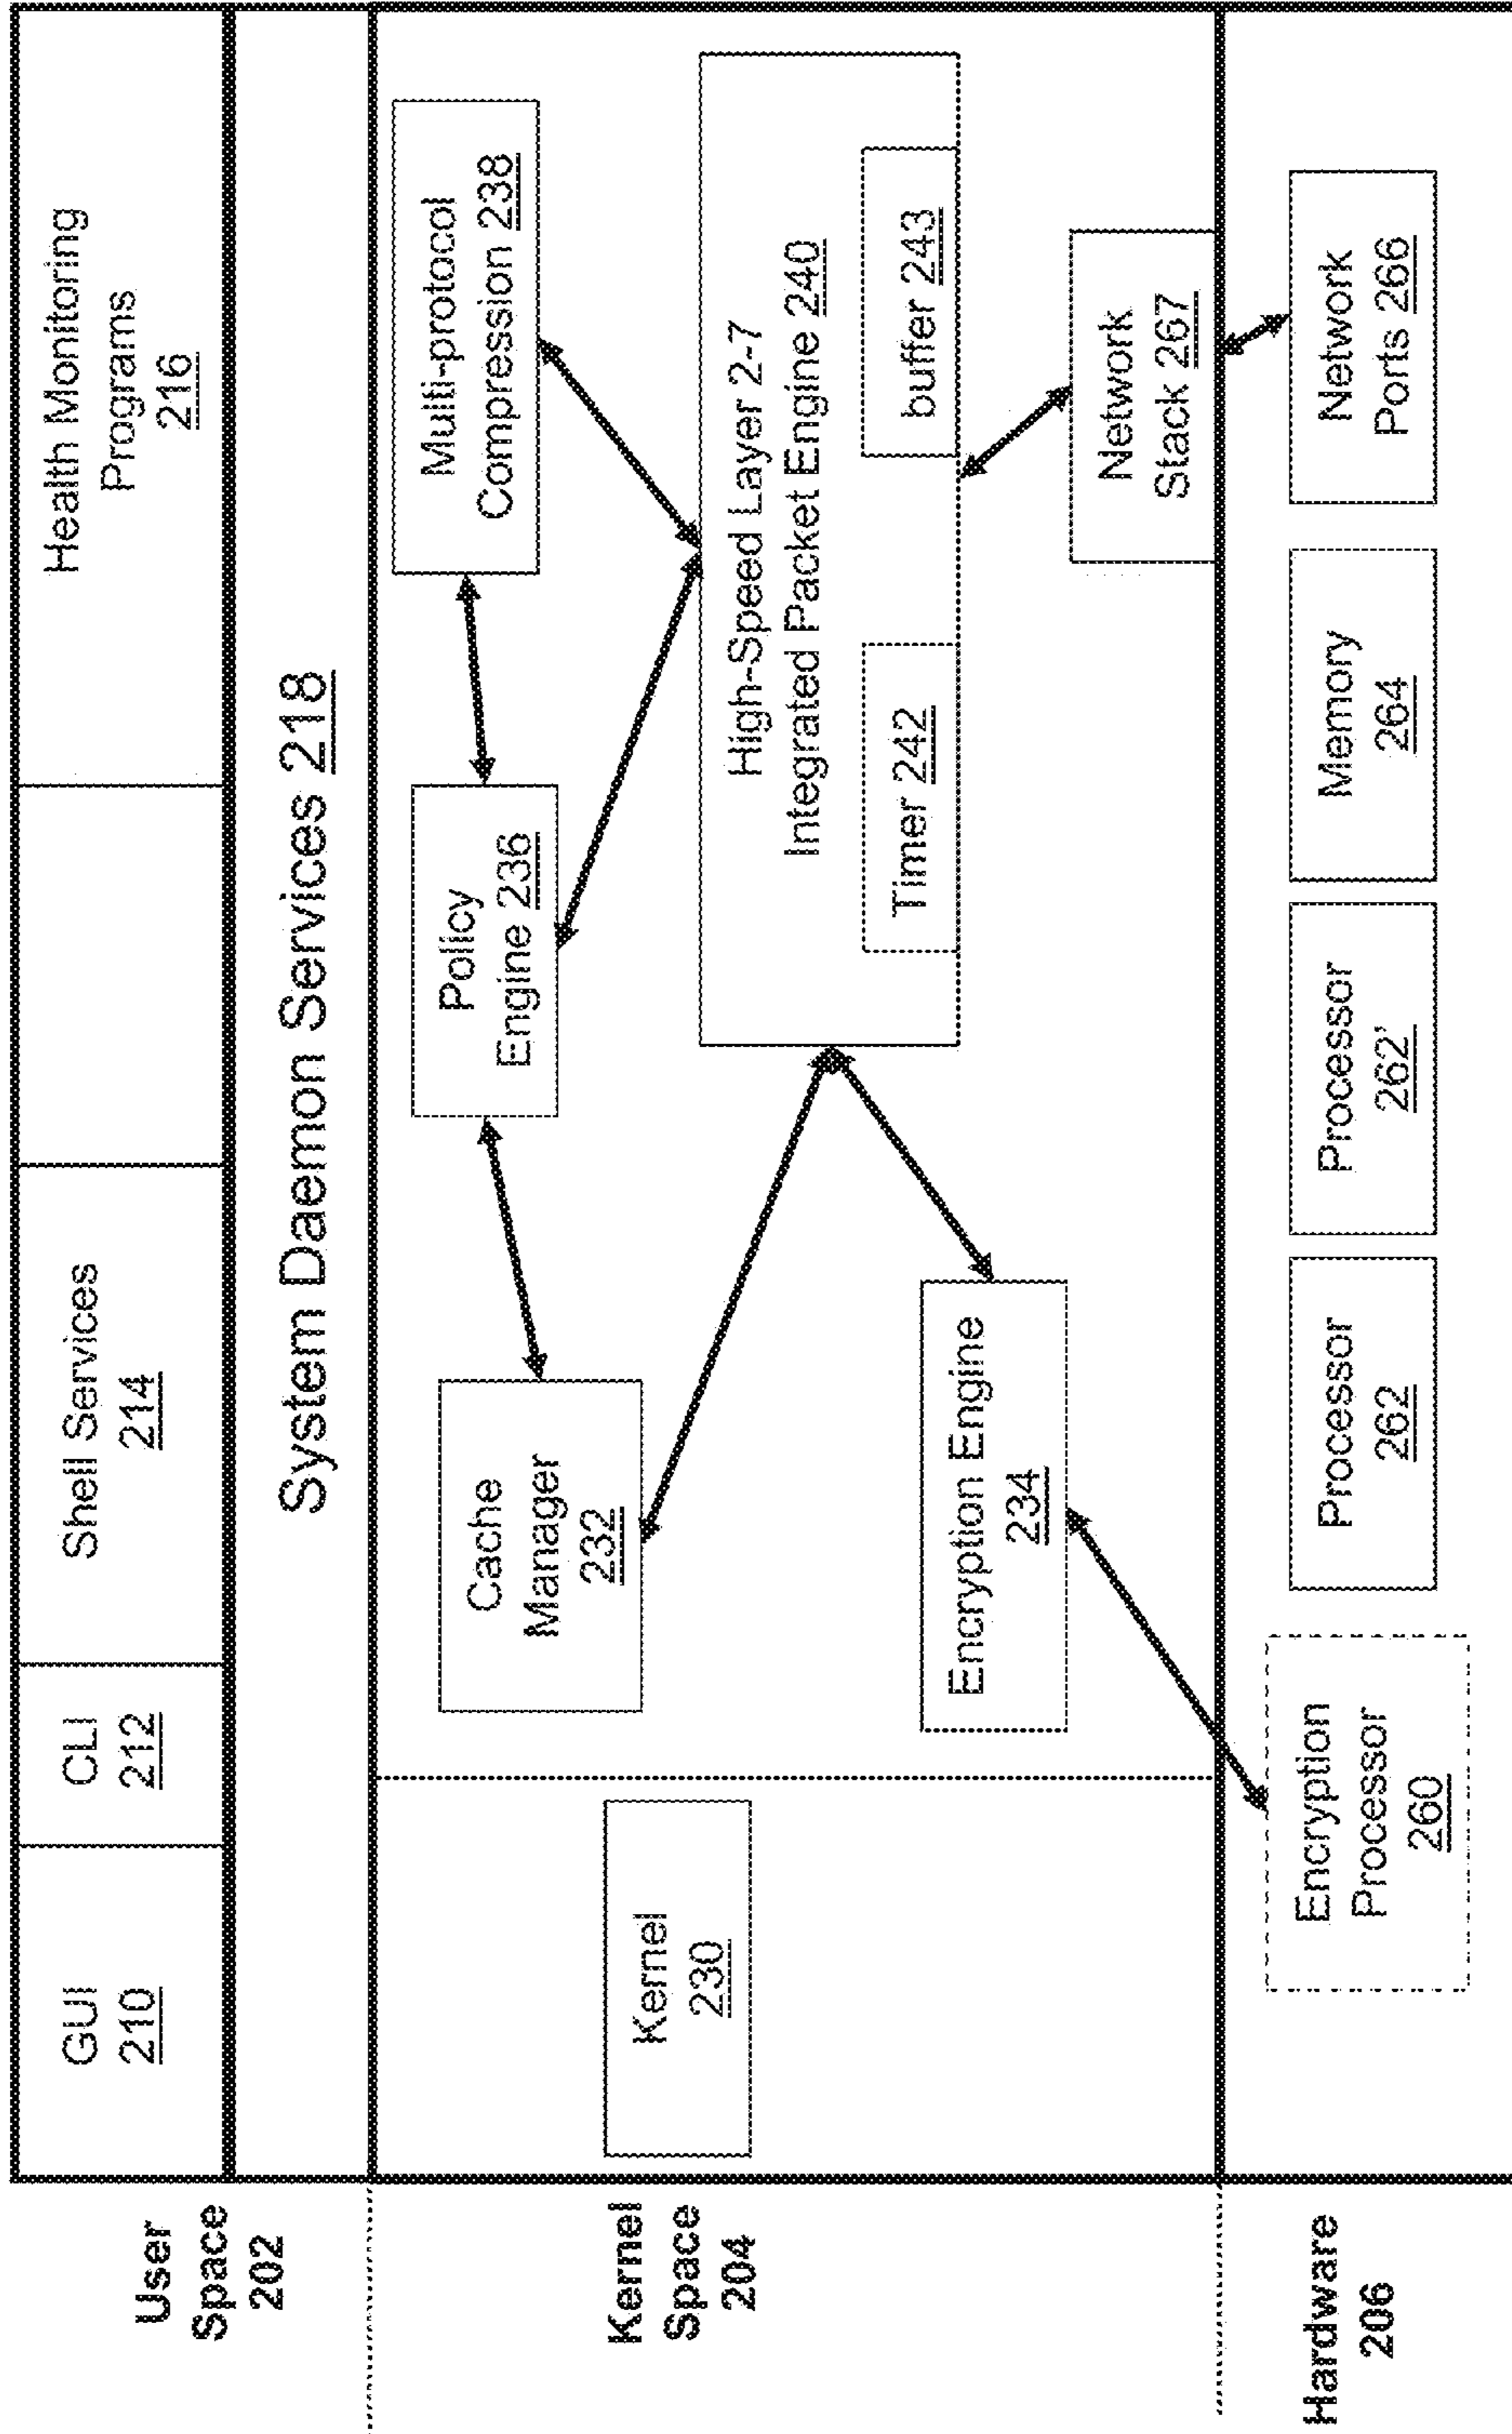 User
Space
202
GUI
210
CLI
212
Shell Services
214
Health Monitoring
Programs
216
System Daemon Services 218
Kernel
Space
204
Kernel
230
Cache
Manager
232
Policy
Engine 236
Multi-protocol
Compression 238
High-Speed Layer 2-7
Integrated Packet Engine 240
Timer 242
buffer 243
Encryption Engine
234
Network
Stack 267
Hardware
206
Encryption
Processor
260
Processor
262
Processor
262'
Memory
264
Network
Ports 266